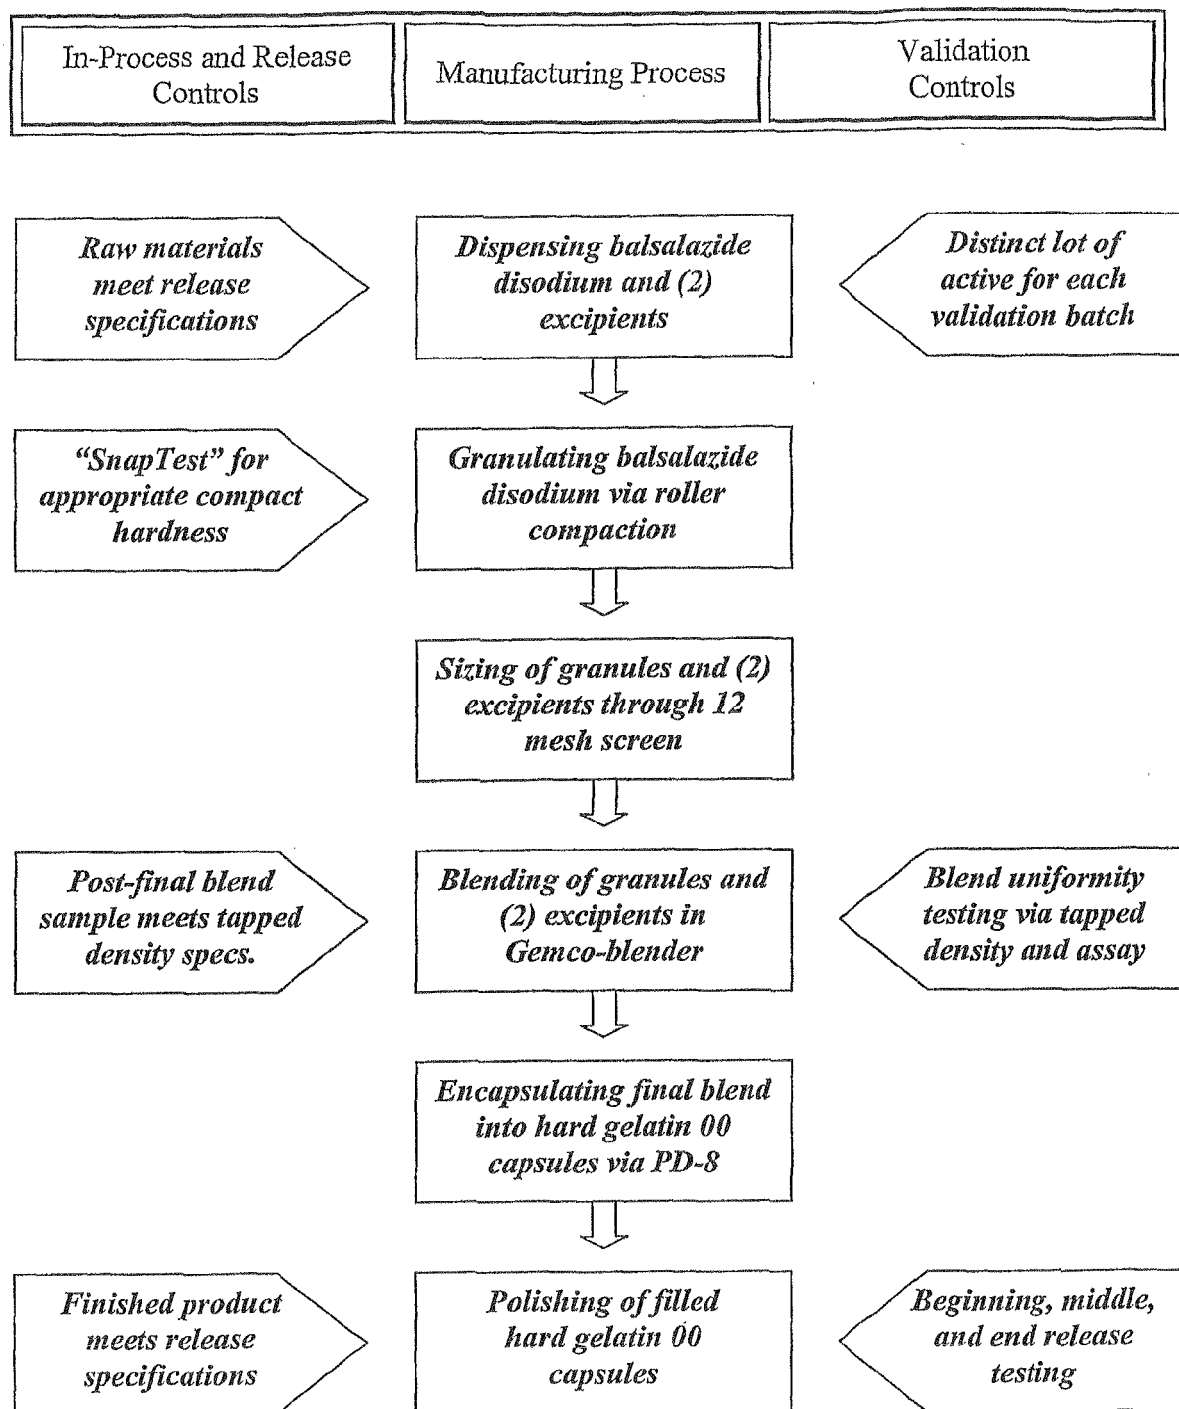 In-Process and Release
Controls
Manufacturing Process
Validation
Controls
Raw materials
meet release
specifications
Dispensing balsalazide
disodium and (2)
excipients
Distinct lot of
active for each
validation batch
“SnapTest” for
appropriate compact
hardness
Granulating balsalazide
disodium via roller
compaction
Sizing of granules and (2)
excipients through 12
mesh screen
Post-final blend
sample meets tapped
density specs.
Blending of granules and
(2) excipients in
Gemco-blender
Blend uniformity
testing via tapped
density and assay
Encapsulating final blend
into hard gelatin 00
capsules via PD-8
Finished product
meets release
specifications
Polishing of filled
hard gelatin 00
capsules
Beginning, middle,
and end release
testing